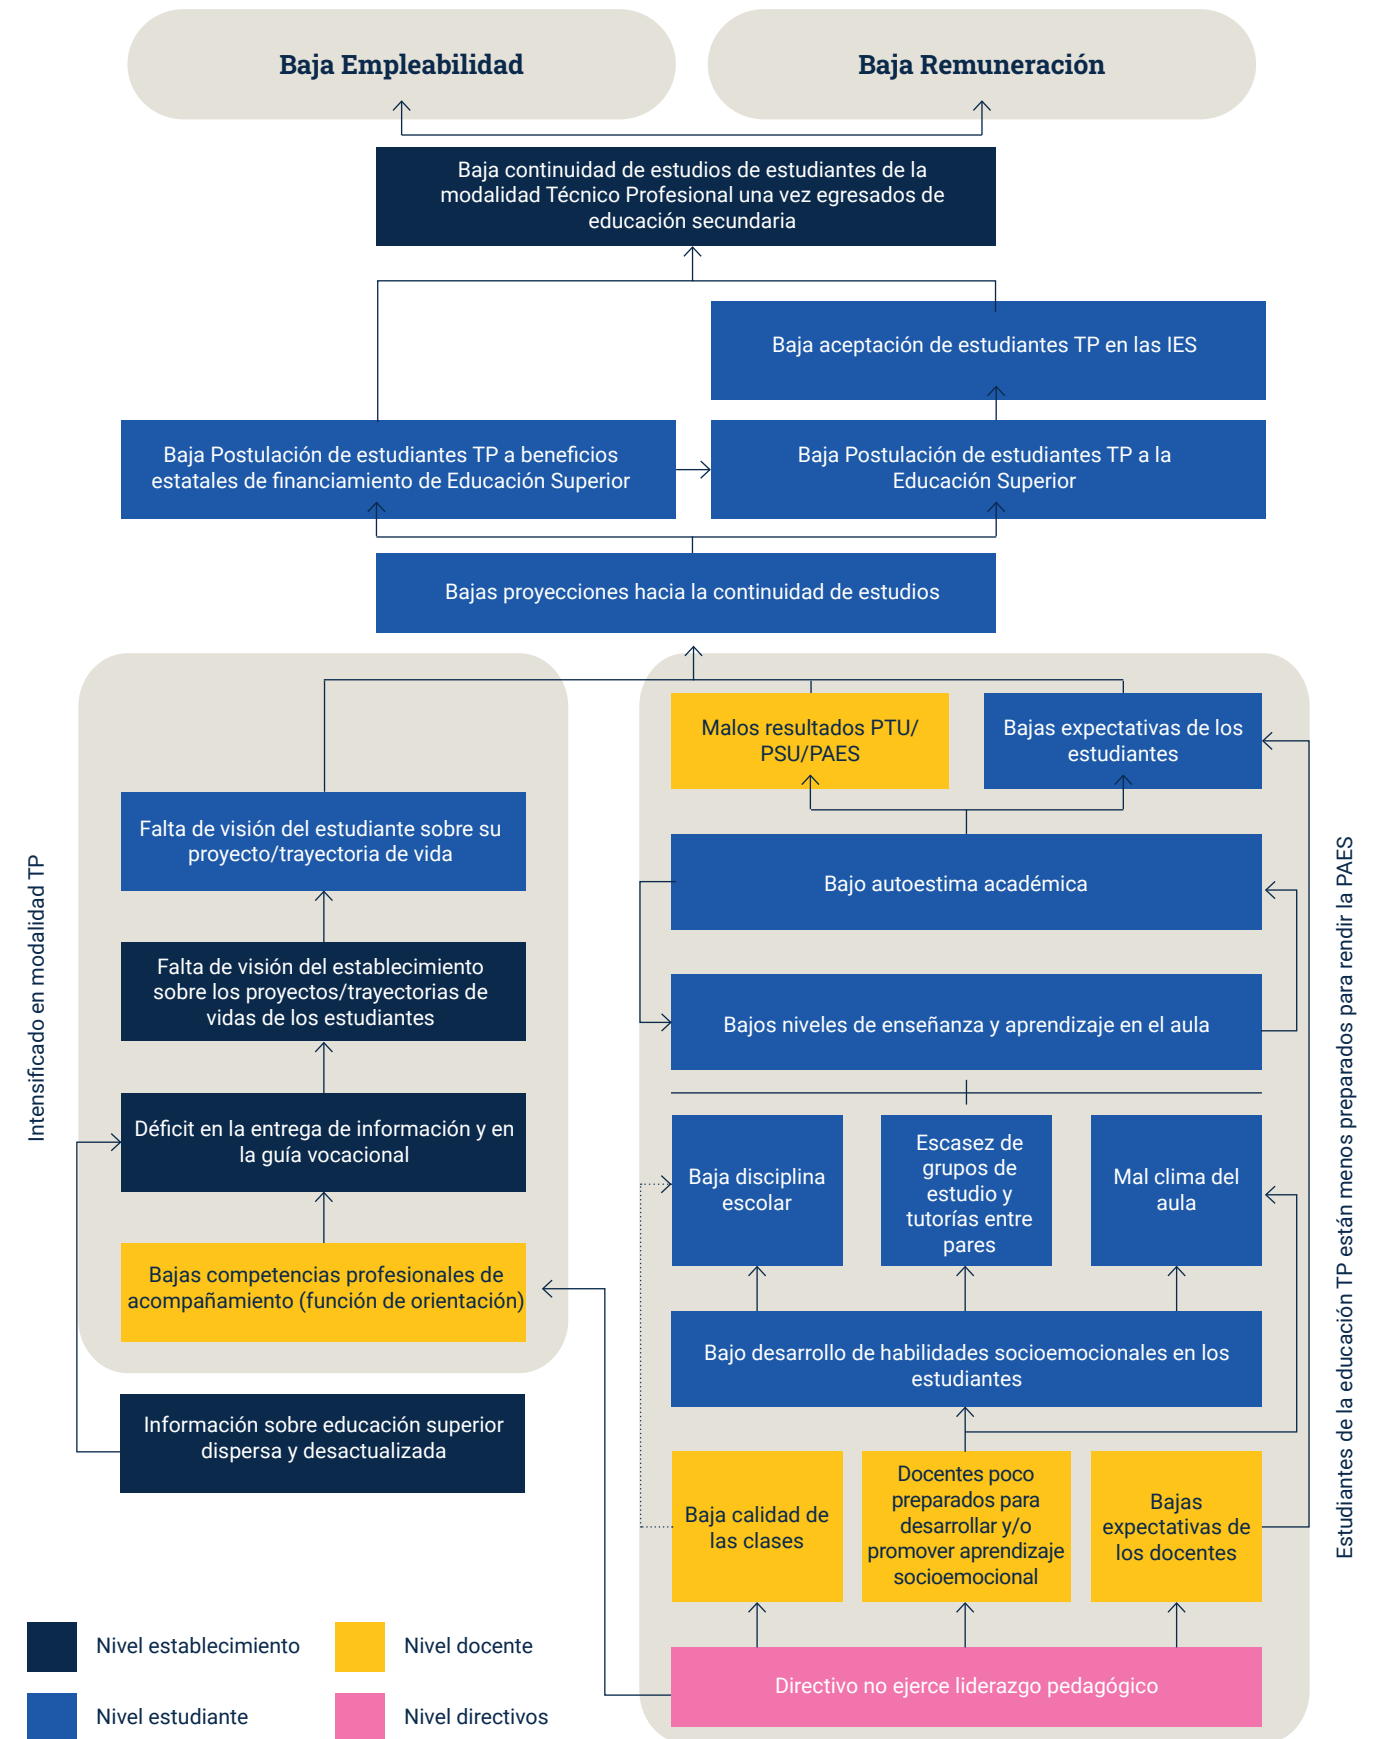 Baja Empleabilidad
Baja Remuneración
Baja continuidad de estudios de estudiantes de la
modalidad Técnico Profesional una vez egresados de
educación secundaria
Baja aceptación de estudiantes TP en las IES
Baja Postulación de estudiantes TP a beneficios
estatales de financiamiento de Educación Superior
Baja Postulación de estudiantes TP a la
Educación Superior
Bajas proyecciones hacia la continuidad de estudios
Intensificado en modalidad TP
Falta de visión del estudiante sobre su
proyecto/trayectoria de vida
Falta de visión del establecimiento
sobre los proyectos/trayectorias de
vidas de los estudiantes
Déficit en la entrega de información y en
la guía vocacional
Bajas competencias profesionales de
acompañamiento (función de orientación)
Información sobre educación superior
dispersa y desactualizada
Malos resultados PTU/
PSU/PAES
Bajas expectativas de los
estudiantes
Bajo autoestima académica
Bajos niveles de enseñanza y aprendizaje en el aula
Baja disciplina
escolar
Escasez de
grupos de
estudio y
tutorías entre
pares
Mal clima del
aula
Bajo desarrollo de habilidades socioemocionales en los
estudiantes
Baja calidad de
las clases
Docentes poco
preparados para
desarrollar y/o
promover aprendizaje
socioemocional
Bajas
expectativas de
los docentes
Directivo no ejerce liderazgo pedagógico
Estudiantes de la educación TP están menos preparados para rendir la PAES
Nivel establecimiento
Nivel docente
Nivel estudiante
Nivel directivos